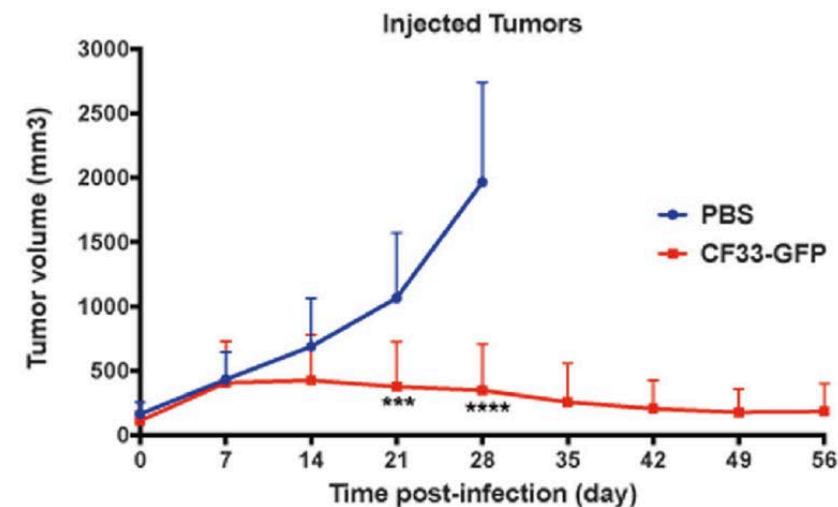 Injected Tumors
Tumor volume (mm3)
3000
2500
2000
1500
1000
500
0
PBS
CF33-GFP
***
****
0 7 14 21 28 35 42 49 56
Time post-infection (day)